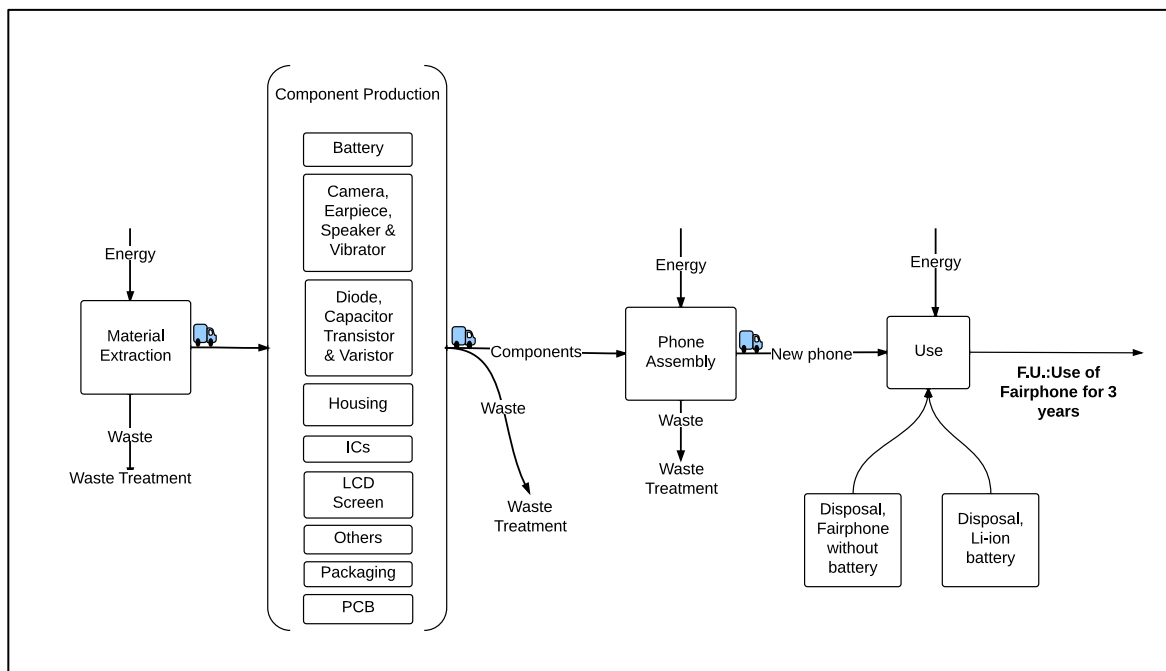 Component Production
Battery
Camera,
Earpiece,
Speaker &
Vibrator
Diode,
Capacitor
Transistor
& Varistor
Housing
ICs
LCD
Screen
Others
Packaging
PCB
Energy
Material
Extraction
Waste
Waste Treatment
Components
Waste
Waste
Treatment
Energy
Phone
Assembly
Waste
Waste
Treatment
New phone
Energy
Use
F.U.:Use of
Fairphone for 3
years
Disposal,
Fairphone
without
battery
Disposal,
Li-ion
battery